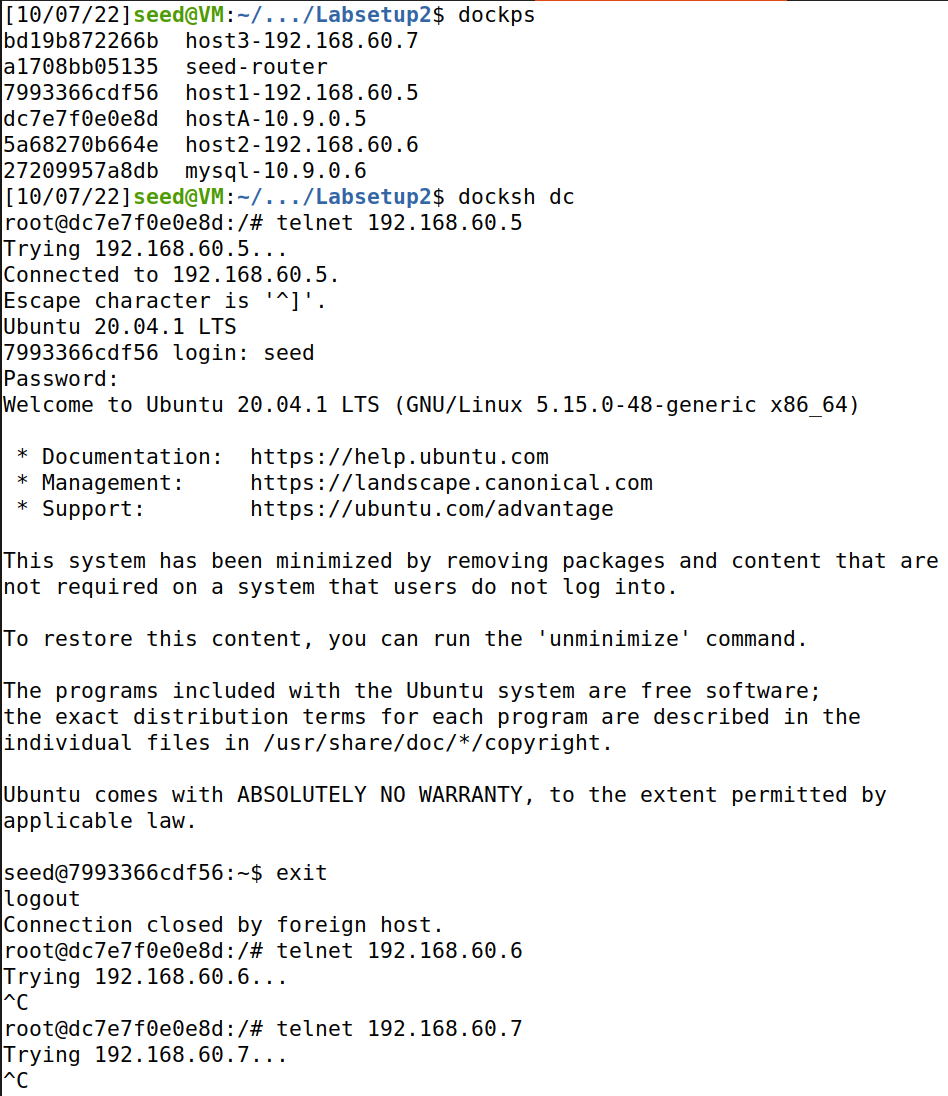 [10/07/22]seed@VM:~/.../Labsetup2$ dockps
bd19b872266b  host3-192.168.60.7
a1708bb05135  seed-router
7993366cdf56  host1-192.168.60.5
dc7e7f0e0e8d  hostA-10.9.0.5
5a68270b664e  host2-192.168.60.6
27209957a8db  mysql-10.9.0.6
[10/07/22]seed@VM:~/.../Labsetup2$ docksh dc
root@dc7e7f0e0e8d:/# telnet 192.168.60.5
Trying 192.168.60.5...
Connected to 192.168.60.5.
Escape character is '^]'.
Ubuntu 20.04.1 LTS
7993366cdf56 login: seed
Password:
Welcome to Ubuntu 20.04.1 LTS (GNU/Linux 5.15.0-48-generic x86_64)

 * Documentation:  https://help.ubuntu.com
 * Management:     https://landscape.canonical.com
 * Support:        https://ubuntu.com/advantage

This system has been minimized by removing packages and content that are
not required on a system that users do not log into.

To restore this content, you can run the 'unminimize' command.

The programs included with the Ubuntu system are free software;
the exact distribution terms for each program are described in the
individual files in /usr/share/doc/*/copyright.

Ubuntu comes with ABSOLUTELY NO WARRANTY, to the extent permitted by
applicable law.

seed@7993366cdf56:~$ exit
logout
Connection closed by foreign host.
root@dc7e7f0e0e8d:/# telnet 192.168.60.6
Trying 192.168.60.6...
^C
root@dc7e7f0e0e8d:/# telnet 192.168.60.7
Trying 192.168.60.7...
^C